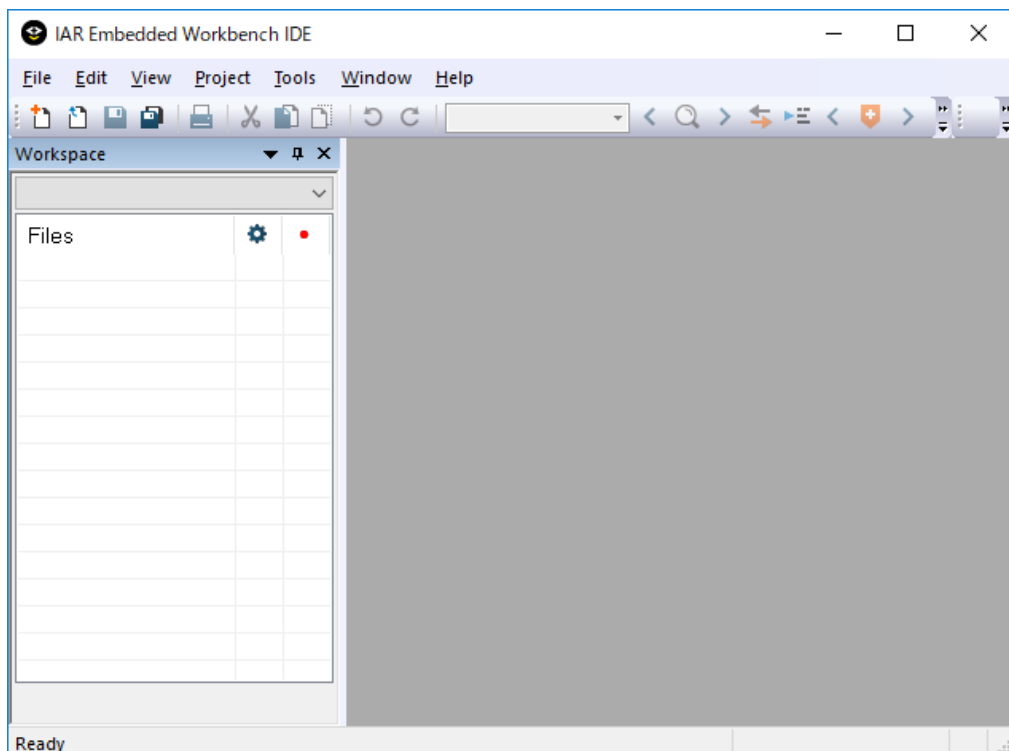 IAR Embedded Workbench IDE
File Edit View Project Tools Window Help
Workspace
Files
Ready